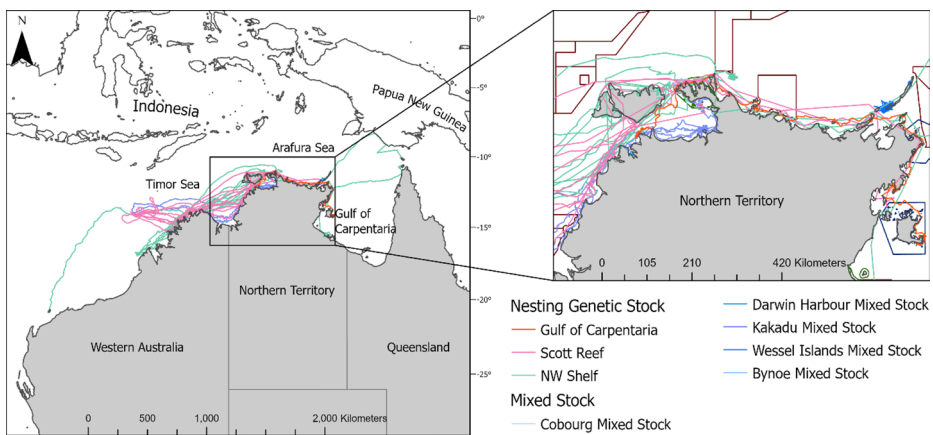 N
0°
-5°
-10°
-15°
-20°
-25°
Indonesia
Papua New Guinea
Arafura Sea
Timor Sea
Gulf of
Carpentaria
Northern Territory
Western Australia
Queensland
0 500 1,000 2,000 Kilometers
Northern Territory
0 105 210 420 Kilometers
Nesting Genetic Stock
Gulf of Carpentaria
Scott Reef
NW Shelf
Mixed Stock
Cobourg Mixed Stock
Darwin Harbour Mixed Stock
Kakadu Mixed Stock
Wessel Islands Mixed Stock
Bynoe Mixed Stock